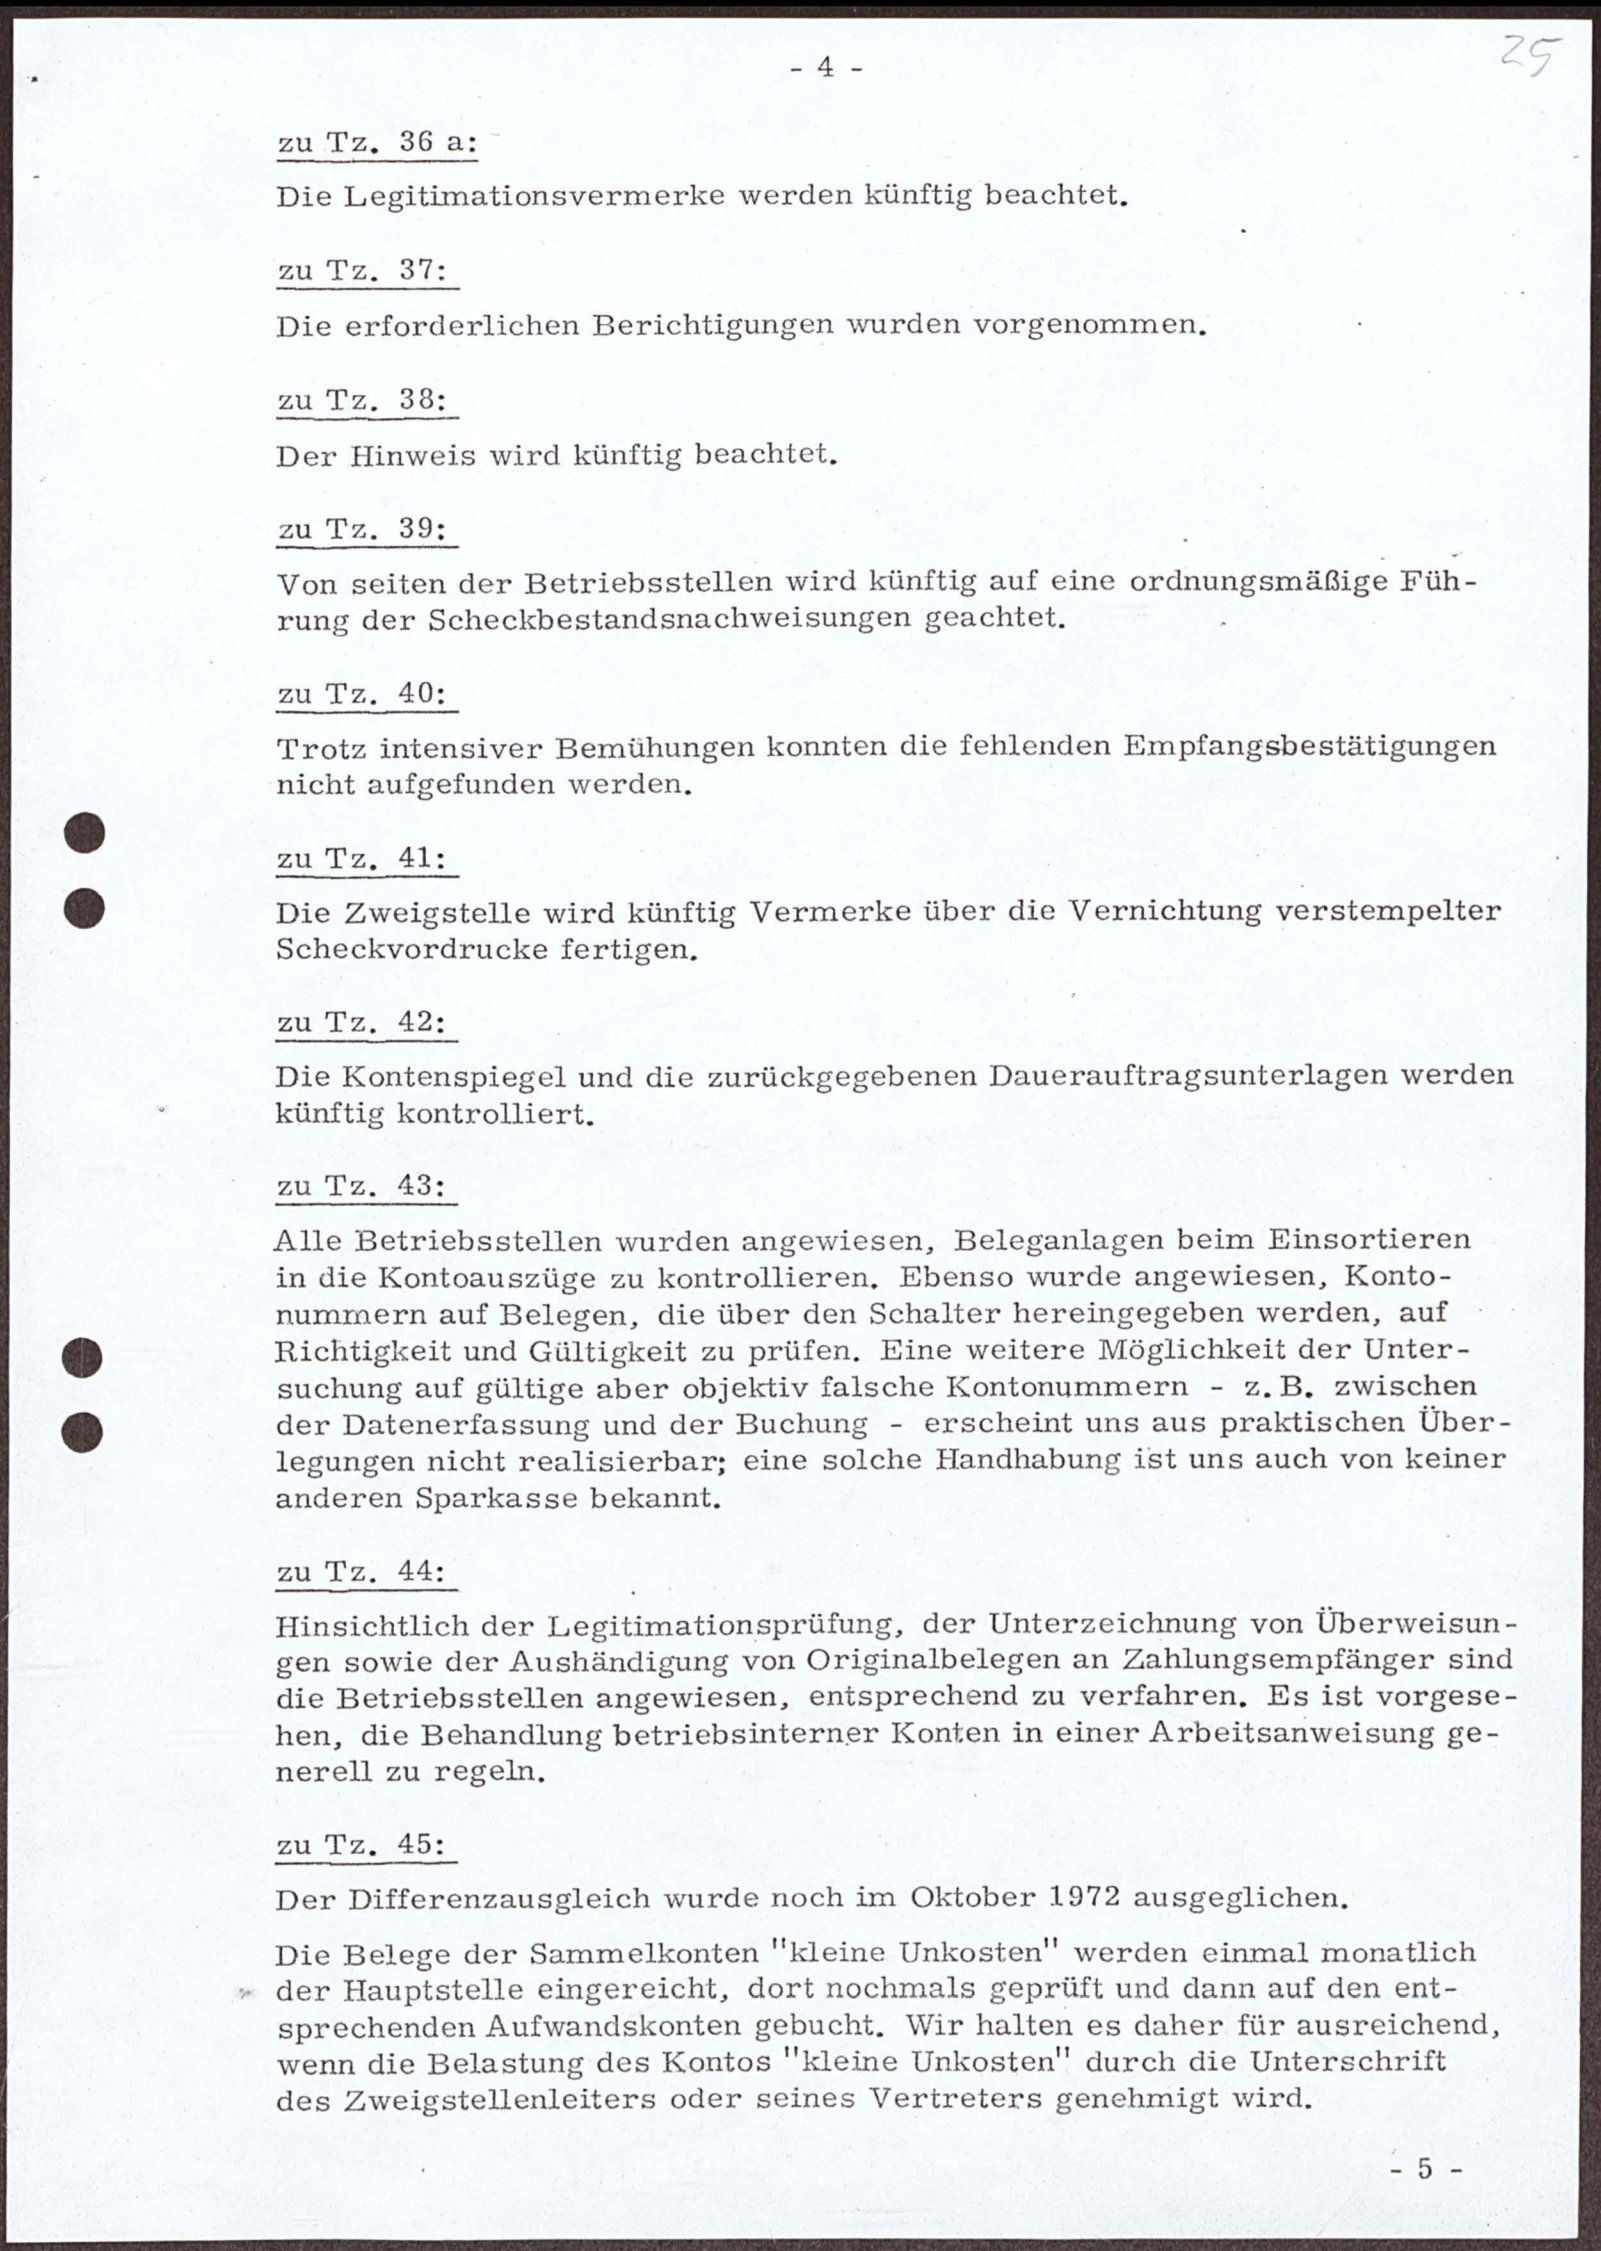 25
- 4 -
zu Tz. 36 a:
Die Legitimationsvermerke werden künftig beachtet.
zu Tz. 37:
Die erforderlichen Berichtigungen wurden vorgenommen.
zu Tz. 38:
Der Hinweis wird künftig beachtet.
zu Tz. 39:
Von seiten der Betriebsstellen wird künftig auf eine ordnungsmäßige Füh-
rung der Scheckbestandsnachweisungen geachtet.
zu Tz. 40:
Trotz intensiver Bemühungen konnten die fehlenden Empfangsbestätigungen
nicht aufgefunden werden.
zu Tz. 41:
Die Zweigstelle wird künftig Vermerke über die Vernichtung verstempelter
Scheckvordrucke fertigen.
zu Tz. 42:
Die Kontenspiegel und die zurückgegebenen Dauerauftragsunterlagen werden
künftig kontrolliert.
zu Tz. 43:
Alle Betriebsstellen wurden angewiesen, Beleganlagen beim Einsortieren
in die Kontoauszüge zu kontrollieren. Ebenso wurde angewiesen, Konto-
nummern auf Belegen, die über den Schalter hereingegeben werden, auf
Richtigkeit und Gültigkeit zu prüfen. Eine weitere Möglichkeit der Unter-
suchung auf gültige aber objektiv falsche Kontonummern - z. B. zwischen
der Datenerfassung und der Buchung - erscheint uns aus praktischen Über-
legungen nicht realisierbar; eine solche Handhabung ist uns auch von keiner
anderen Sparkasse bekannt.
zu Tz. 44:
Hinsichtlich der Legitimationsprüfung, der Unterzeichnung von Überweisun-
gen sowie der Aushändigung von Originalbelegen an Zahlungsempfänger sind
die Betriebsstellen angewiesen, entsprechend zu verfahren. Es ist vorgese-
hen, die Behandlung betriebsinterner Konten in einer Arbeitsanweisung ge-
nerell zu regeln.
zu Tz. 45:
Der Differenzausgleich wurde noch im Oktober 1972 ausgeglichen.
Die Belege der Sammelkonten "kleine Unkosten" werden einmal monatlich
der Hauptstelle eingereicht, dort nochmals geprüft und dann auf den ent-
sprechenden Aufwandskonten gebucht. Wir halten es daher für ausreichend,
wenn die Belastung des Kontos "kleine Unkosten" durch die Unterschrift
des Zweigstellenleiters oder seines Vertreters genehmigt wird.
- 5 -